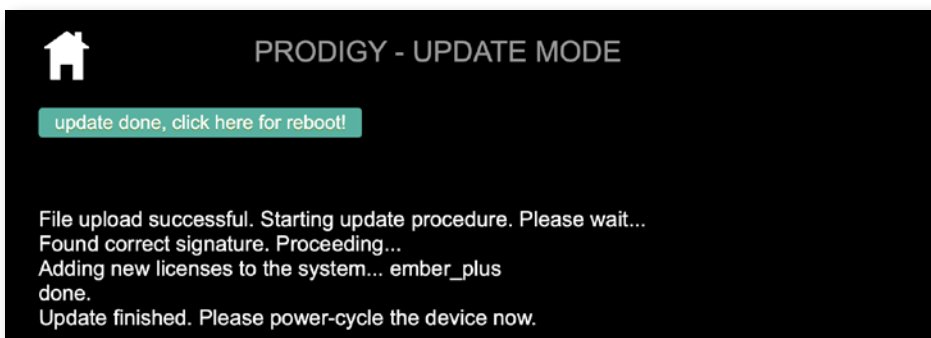 PRODIGY - UPDATE MODE
update done, click here for reboot!
File upload successful. Starting update procedure. Please wait...
Found correct signature. Proceeding...
Adding new licenses to the system... ember_plus
done.
Update finished. Please power-cycle the device now.